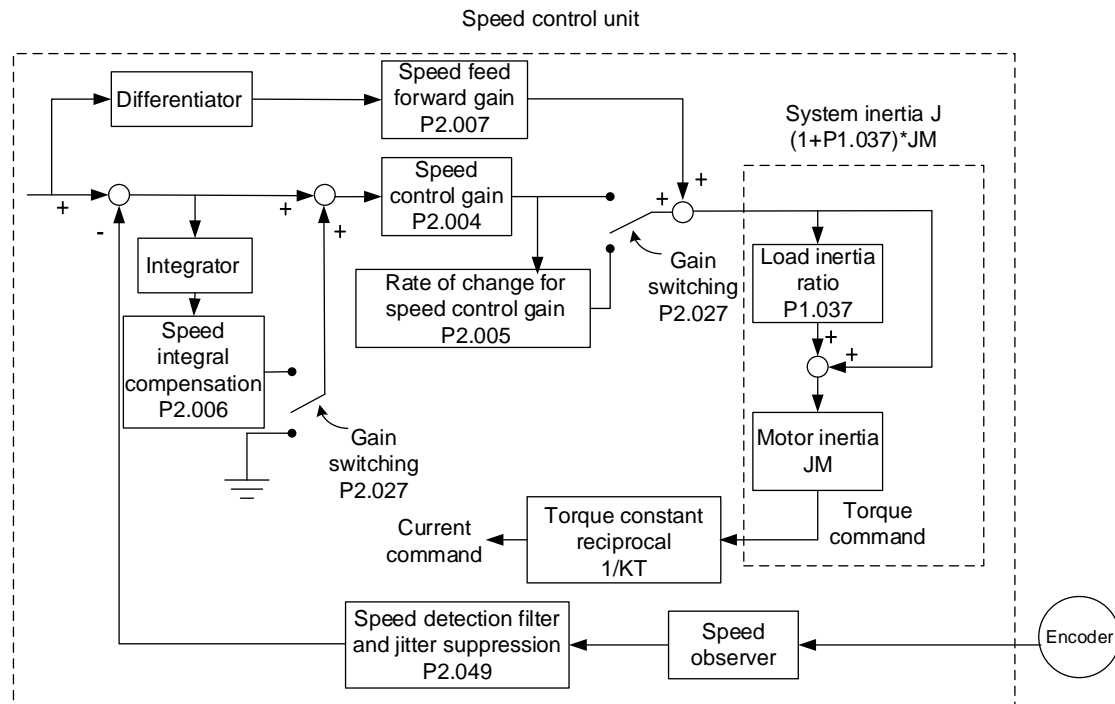 Speed control unit
Differentiator
Speed feed
forward gain
P2.007
System inertia J
(1+P1.037)*JM
+
-
+
+
Speed
control gain
P2.004
+
+
Integrator
Rate of change for
speed control gain
P2.005
Gain
switching
P2.027
Load inertia
ratio
P1.037
+
+
Speed
integral
compensation
P2.006
Gain
switching
P2.027
Motor inertia
JM
Current
command
Torque constant
reciprocal
1/KT
Torque
command
Speed detection filter
and jitter suppression
P2.049
Speed
observer
Encoder